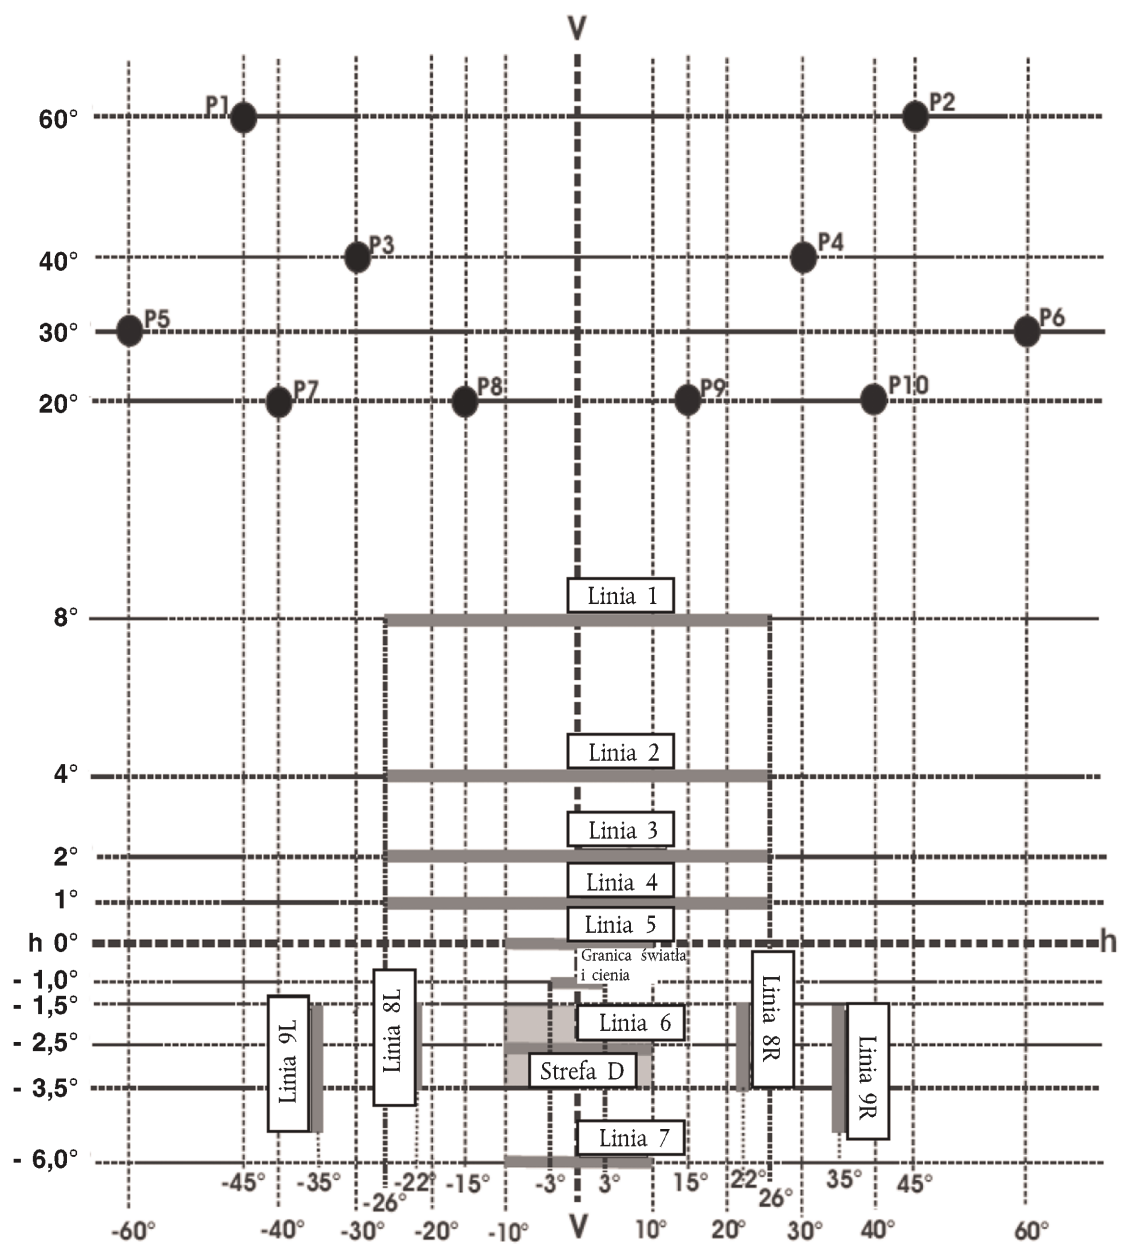 V
P1
P2
60°
P3
P4
40°
P5
P6
30°
P7
P8
P9
P10
20°
Linia 1
8°
Linia 2
4°
Linia 3
2°
Linia 4
1°
Linia 5
h 0°
h
Granica światła
i cienia
- 1,0°
- 1,5°
Linia 6
- 2,5°
Strefa D
- 3,5°
Linia 9L
Linia 8L
Linia 8R
Linia 9R
Linia 7
- 6,0°
-45° -35° -22° -15° -3° 3° 15° 22° 35° 45°
-26° 26°
-60° -40° -30° -20° -10° V 10° 20° 30° 40° 60°